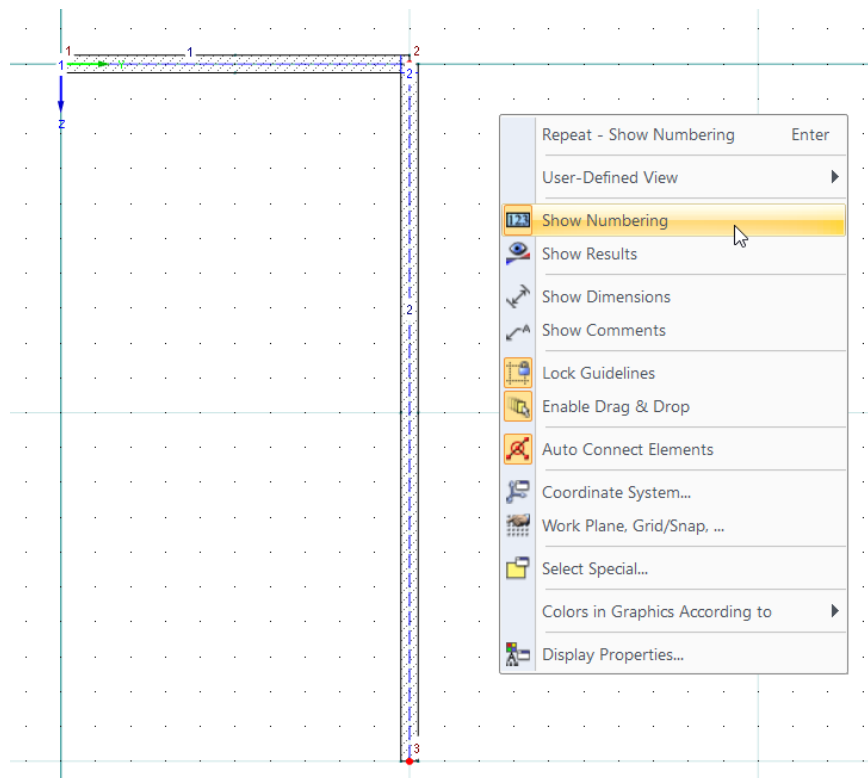 1 1 2
1 Y 1
2
z
Repeat - Show Numbering Enter
User-Defined View
123 Show Numbering
Show Results
Show Dimensions
A Show Comments
2
Lock Guidelines
Enable Drag & Drop
Auto Connect Elements
Coordinate System...
Work Plane, Grid/Snap, ...
Select Special...
Colors in Graphics According to
Display Properties...
3